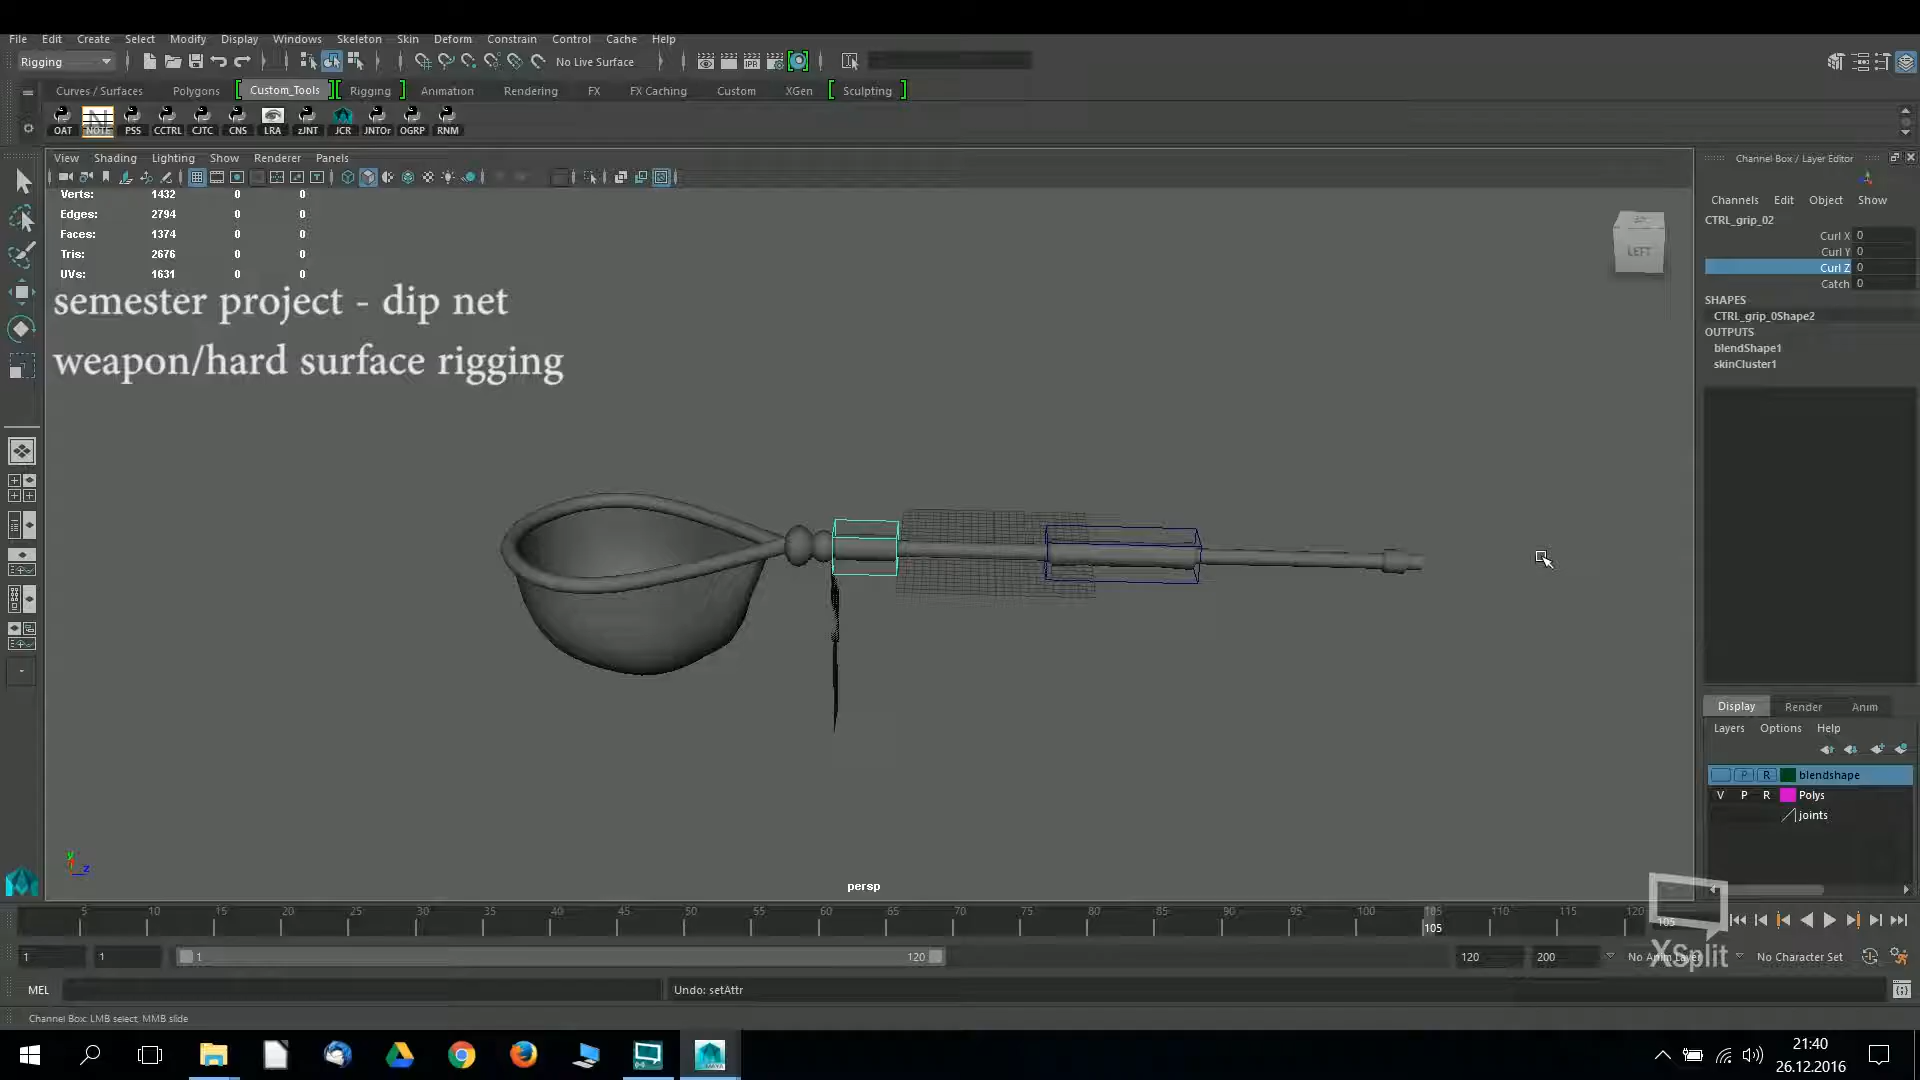 File Edit Create Select Modify Display Windows Skeleton Skin Deform Constrain Control Cache Help
Rigging No Live Surface
Curves / Surfaces Polygons Custom_Tools Rigging Animation Rendering FX FX Caching Custom XGen Sculpting
OAT NOTE PSS CCTRL CJTC CNS LRA zJNT JCR JNTOr OGRP RNM
View Shading Lighting Show Renderer Panels
Verts: 1432 0 0
Edges: 2794 0 0
Faces: 1374 0 0
Tris: 2676 0 0
UVs: 1631 0 0
semester project - dip net
weapon/hard surface rigging
LEFT
persp
Channel Box / Layer Editor
Channels Edit Object Show
CTRL_grip_02
Curl X 0
Curl Y 0
Curl Z 0
Catch 0
SHAPES
CTRL_grip_0Shape2
OUTPUTS
blendShape1
skinCluster1
Display Render Anim
Layers Options Help
P R blendshape
V P R Polys
joints
5 10 15 20 25 30 35 40 45 50 55 60 65 70 75 80 85 90 95 100 105 110 115 120
105
105
1 1 1 120 120 200 No Anim Layer No Character Set
XSplit
MEL Undo: setAttr
Channel Box: LMB select, MMB slide
21:40
26.12.2016